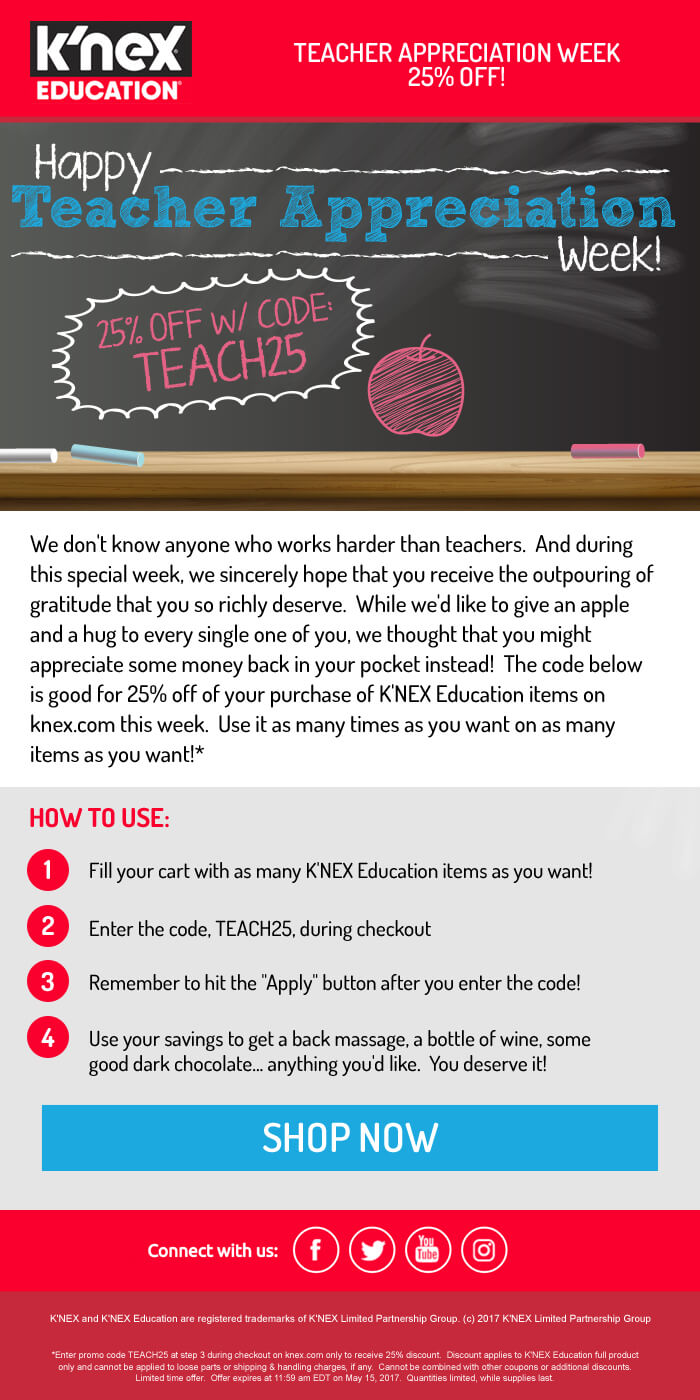 K'NEX
EDUCATION
TEACHER APPRECIATION WEEK
25% OFF!
Happy
Teacher Appreciation
Week!
25% OFF W/ CODE:
TEACH25
We don't know anyone who works harder than teachers.  And during
this special week, we sincerely hope that you receive the outpouring of
gratitude that you so richly deserve.  While we'd like to give an apple
and a hug to every single one of you, we thought that you might
appreciate some money back in your pocket instead!  The code below
is good for 25% off of your purchase of K'NEX Education items on
knex.com this week.  Use it as many times as you want on as many
items as you want!*
HOW TO USE:
1 Fill your cart with as many K'NEX Education items as you want!
2 Enter the code, TEACH25, during checkout
3 Remember to hit the "Apply" button after you enter the code!
4 Use your savings to get a back massage, a bottle of wine, some
good dark chocolate... anything you'd like.  You deserve it!
SHOP NOW
Connect with us: f You Tube
K'NEX and K'NEX Education are registered trademarks of K'NEX Limited Partnership Group. (c) 2017 K'NEX Limited Partnership Group
*Enter promo code TEACH25 at step 3 during checkout on knex.com only to receive 25% discount.  Discount applies to K'NEX Education full product
only and cannot be applied to loose parts or shipping & handling charges, if any.  Cannot be combined with other coupons or additional discounts.
Limited time offer.  Offer expires at 11:59 am EDT on May 15, 2017.  Quantities limited, while supplies last.